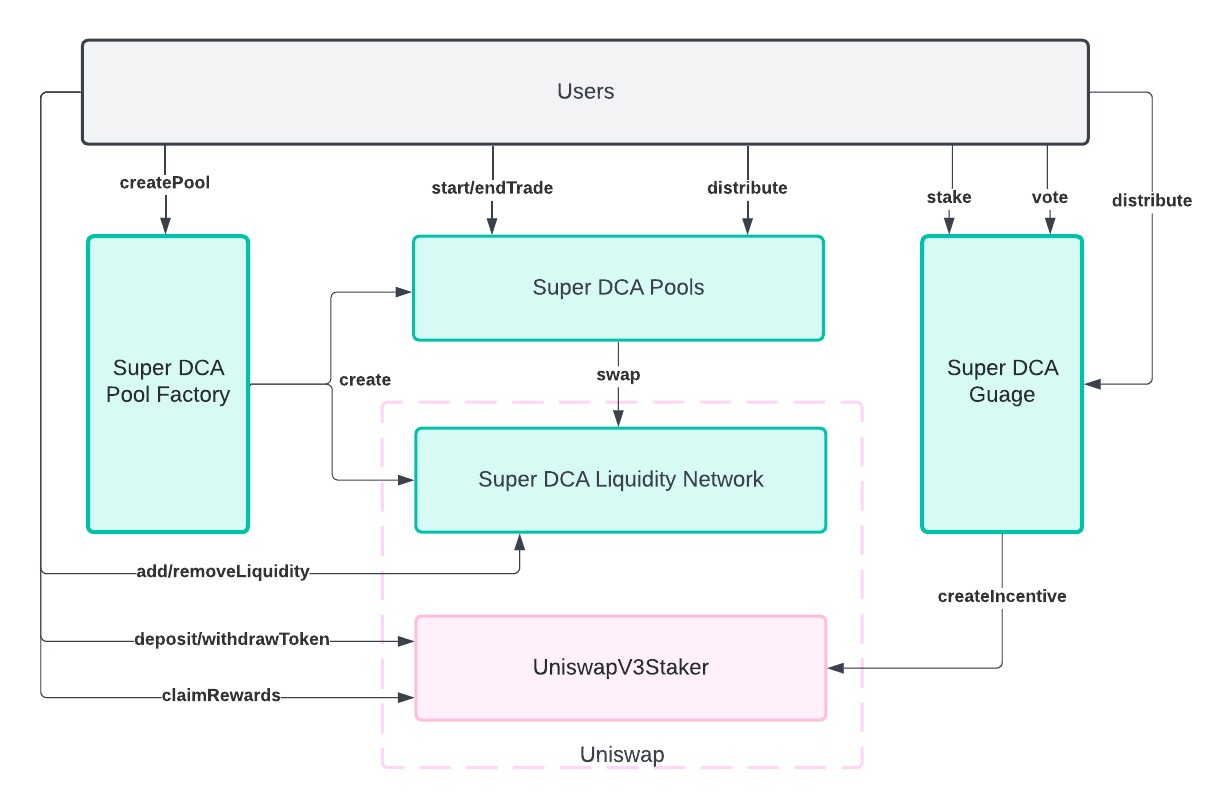 Users
createPool
start/endTrade
distribute
stake
vote
distribute
Super DCA Pools
Super DCA
Pool Factory
create
swap
Super DCA
Guage
Super DCA Liquidity Network
add/removeLiquidity
createIncentive
deposit/withdrawToken
UniswapV3Staker
claimRewards
Uniswap